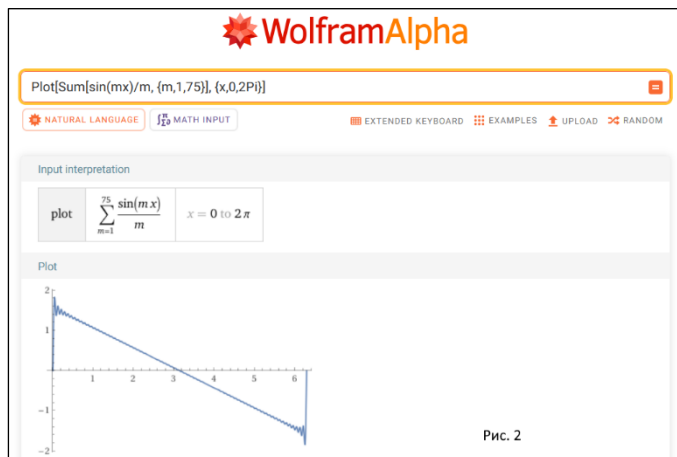 WolframAlpha
Plot[Sum[sin(mx)/m, {m,1,75}], {x,0,2Pi}]
NATURAL LANGUAGE MATH INPUT EXTENDED KEYBOARD EXAMPLES UPLOAD RANDOM
Input interpretation
plot ∑_{m=1}^{75} sin(m x)/m x = 0 to 2 π
Plot
2
1
1 2 3 4 5 6
-1
-2
Рис. 2